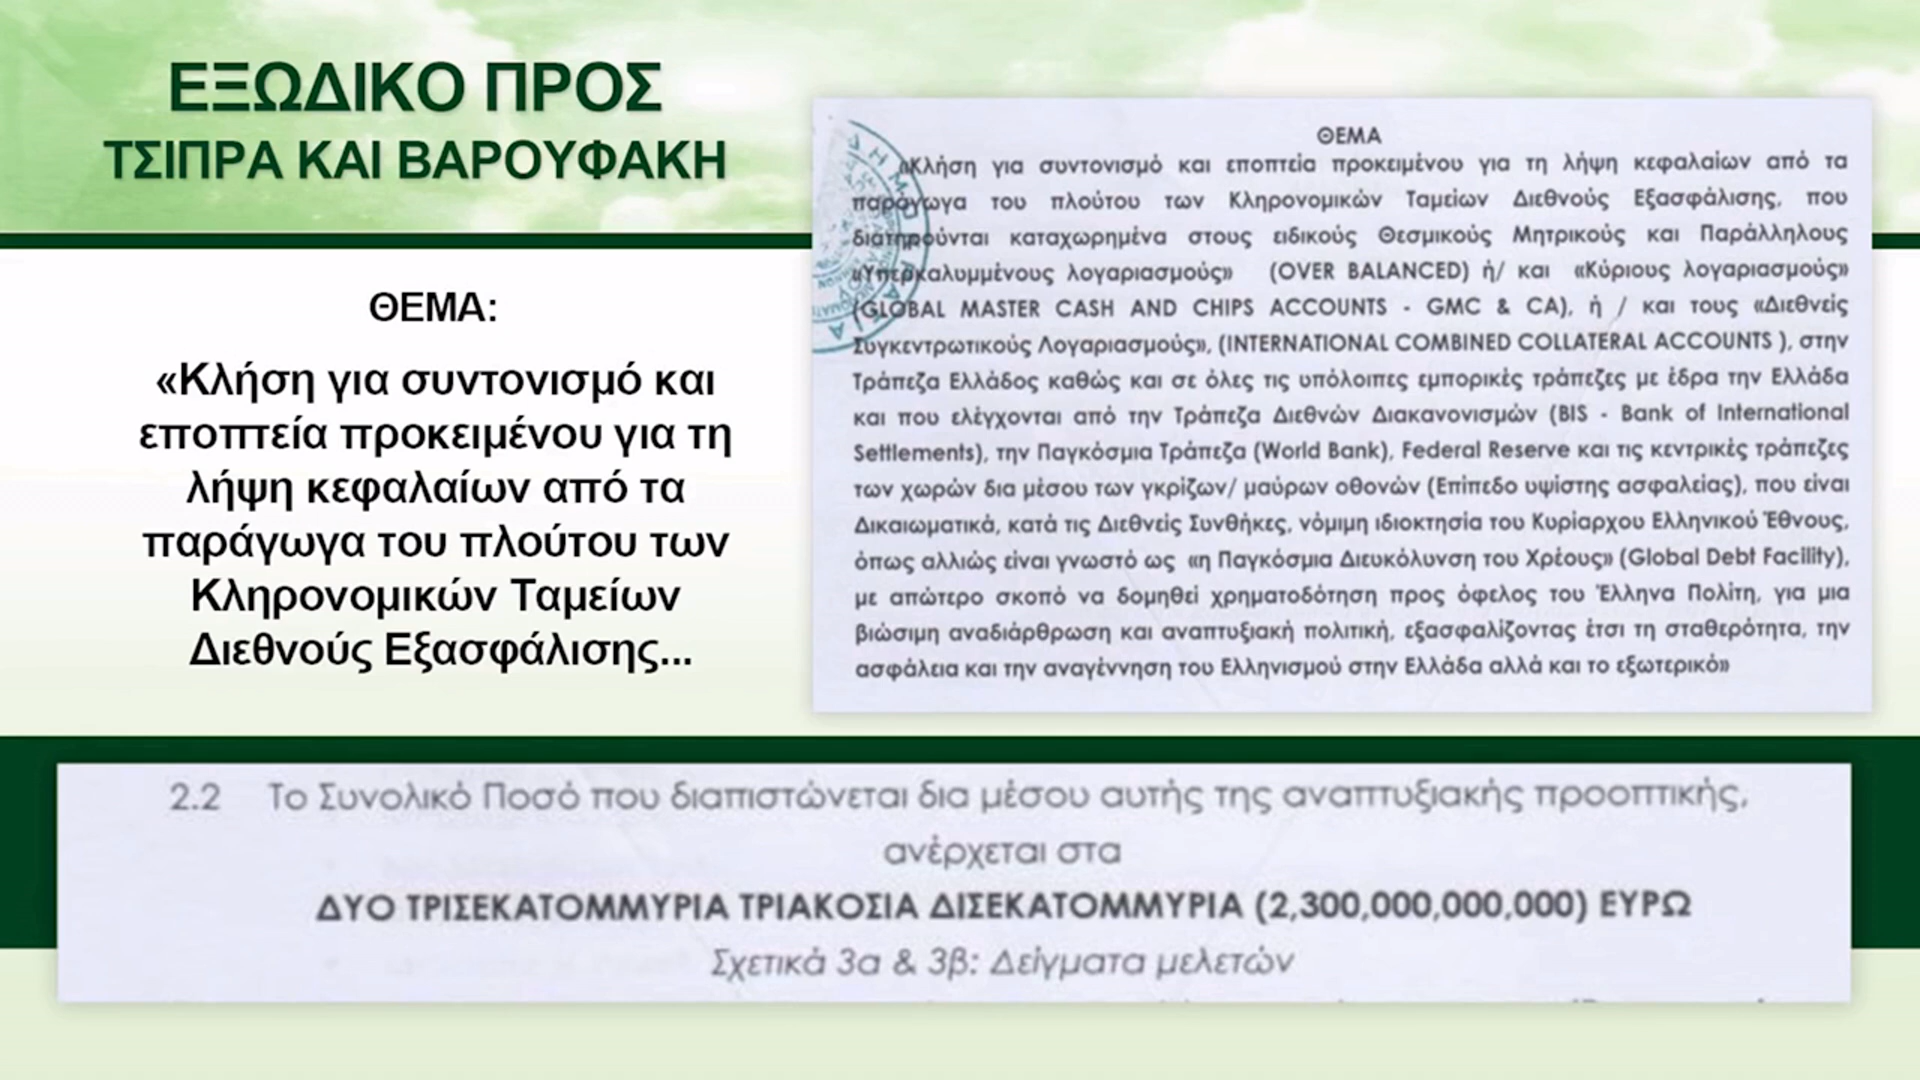 ΕΞΩΔΙΚΟ ΠΡΟΣ
ΤΣΙΠΡΑ ΚΑΙ ΒΑΡΟΥΦΑΚΗ
ΘΕΜΑ:
«Κλήση για συντονισμό και
εποπτεία προκειμένου για τη
λήψη κεφαλαίων από τα
παράγωγα του πλούτου των
Κληρονομικών Ταμείων
Διεθνούς Εξασφάλισης...
ΘΕΜΑ
«Κλήση για συντονισμό και εποπτεία προκειμένου για τη λήψη κεφαλαίων από τα
παράγωγα του πλούτου των Κληρονομικών Ταμείων Διεθνούς Εξασφάλισης, που
διατηρούνται καταχωρημένα στους ειδικούς Θεσμικούς Μητρικούς και Παράλληλους
«Υπερκαλυμμένους λογαριασμούς» (OVER BALANCED) ή/ και «Κύριους λογαριασμούς»
(GLOBAL MASTER CASH AND CHIPS ACCOUNTS - GMC & CA), ή / και τους «Διεθνείς
Συγκεντρωτικούς Λογαριασμούς», (INTERNATIONAL COMBINED COLLATERAL ACCOUNTS ), στην
Τράπεζα Ελλάδος καθώς και σε όλες τις υπόλοιπες εμπορικές τράπεζες με έδρα την Ελλάδα
και που ελέγχονται από την Τράπεζα Διεθνών Διακανονισμών (BIS - Bank of International
Settlements), την Παγκόσμια Τράπεζα (World Bank), Federal Reserve και τις κεντρικές τράπεζες
των χωρών δια μέσου των γκρίζων/ μαύρων οθονών (Επίπεδο υψίστης ασφαλείας), που είναι
Δικαιωματικά, κατά τις Διεθνείς Συνθήκες, νόμιμη ιδιοκτησία του Κυρίαρχου Ελληνικού Έθνους,
όπως αλλιώς είναι γνωστό ως «η Παγκόσμια Διευκόλυνση του Χρέους» (Global Debt Facility),
με απώτερο σκοπό να δομηθεί χρηματοδότηση προς όφελος του Έλληνα Πολίτη, για μια
βιώσιμη αναδιάρθρωση και αναπτυξιακή πολιτική, εξασφαλίζοντας έτσι τη σταθερότητα, την
ασφάλεια και την αναγέννηση του Ελληνισμού στην Ελλάδα αλλά και το εξωτερικό»
2.2 Το Συνολικό Ποσό που διαπιστώνεται δια μέσου αυτής της αναπτυξιακής προοπτικής,
ανέρχεται στα
ΔΥΟ ΤΡΙΣΕΚΑΤΟΜΜΥΡΙΑ ΤΡΙΑΚΟΣΙΑ ΔΙΣΕΚΑΤΟΜΜΥΡΙΑ (2,300,000,000,000) ΕΥΡΩ
Σχετικά 3α & 3β: Δείγματα μελετών